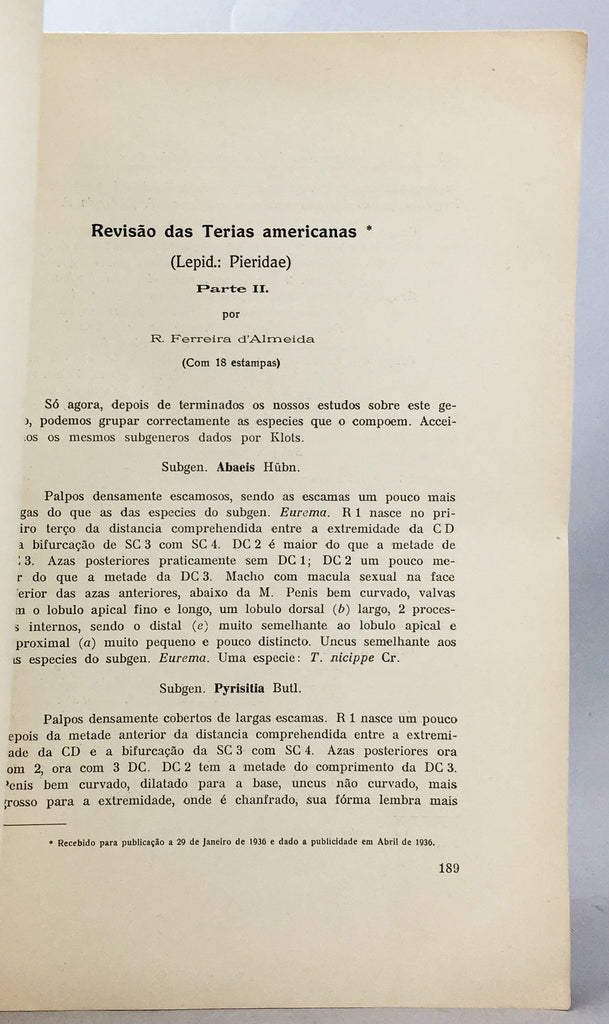 Revisão das Terias americanas *
(Lepid.: Pieridae)
Parte II.
por
R. Ferreira d'Almeida
(Com 18 estampas)
Só agora, depois de terminados os nossos estudos sobre este ge-
podemos grupar correctamente as especies que o compoem. Accei-
os mesmos subgeneros dados por Klots.
Subgen. Abaeis Hübn.
Palpos densamente escamosos, sendo as escamas um pouco mais
gas do que as das especies do subgen. Eurema. R 1 nasce no pri-
iro terço da distancia comprehendida entre a extremidade da C D
a bifurcação de SC 3 com SC 4. DC 2 é maior do que a metade de
3. Azas posteriores praticamente sem DC 1; DC 2 um pouco me-
r do que a metade da DC 3. Macho com macula sexual na face
erior das azas anteriores, abaixo da M. Penis bem curvado, valvas
m o lobulo apical fino e longo, um lobulo dorsal (b) largo, 2 proces-
s internos, sendo o distal (e) muito semelhante ao lobulo apical e
proximal (a) muito pequeno e pouco distincto. Uncus semelhante aos
as especies do subgen. Eurema. Uma especie: T. nicippe Cr.
Subgen. Pyrisitia Butl.
Palpos densamente cobertos de largas escamas. R 1 nasce um pouco
epois da metade anterior da distancia comprehendida entre a extremi-
ade da CD e a bifurcação da SC 3 com SC 4. Azas posteriores ora
om 2, ora com 3 DC. DC 2 tem a metade do comprimento da DC 3.
Penis bem curvado, dilatado para a base, uncus não curvado, mais
grosso para a extremidade, onde é chanfrado, sua fórma lembra mais
* Recebido para publicação a 29 de Janeiro de 1936 e dado a publicidade em Abril de 1936.
189